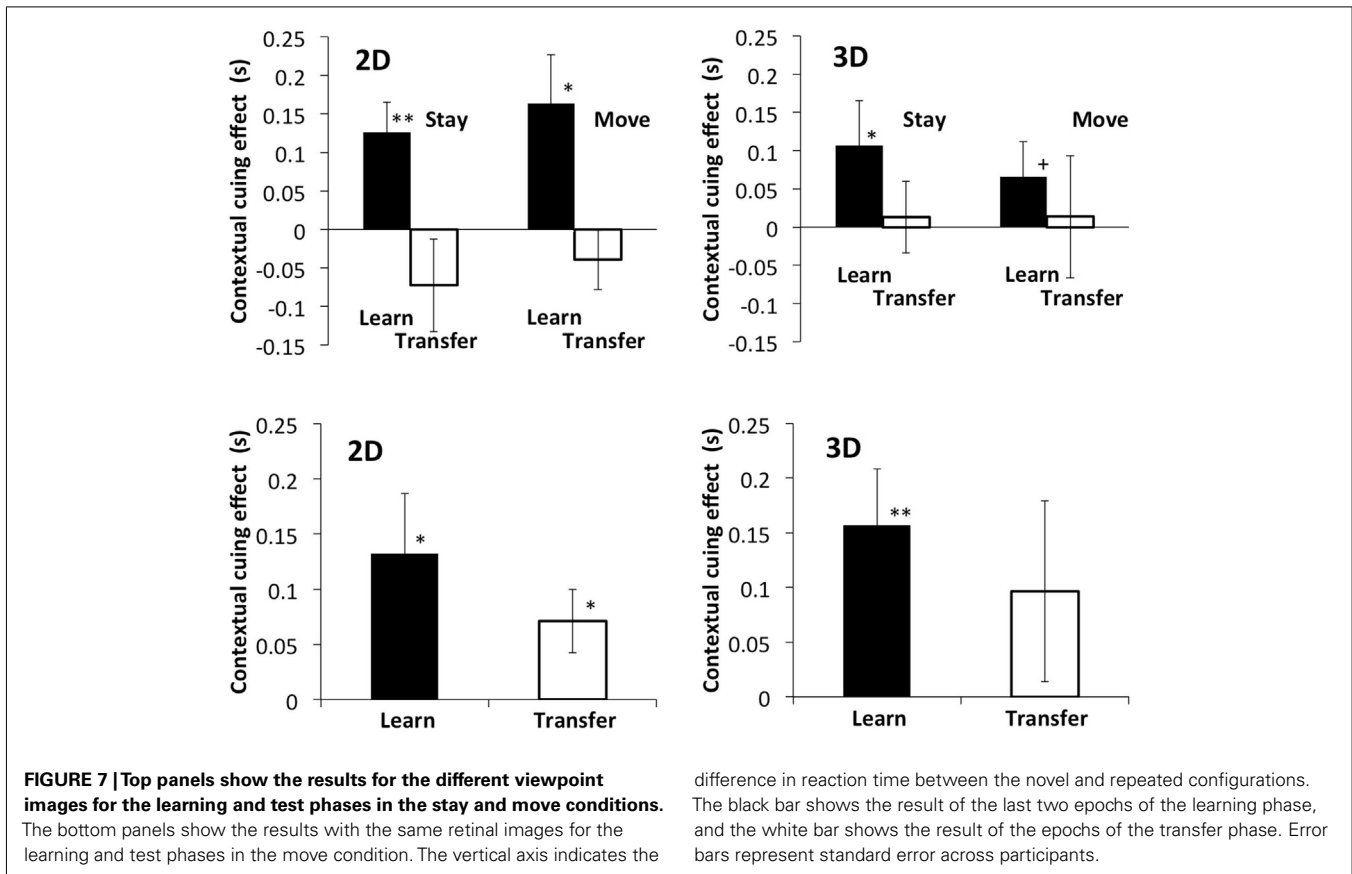 2D
Contextual cuing effect (s)
0.25
0.2
0.15
0.1
0.05
0
-0.05
-0.1
-0.15
**
Stay
*
Move
Learn
Transfer
Learn
Transfer
3D
Contextual cuing effect (s)
0.25
0.2
0.15
0.1
0.05
0
-0.05
-0.1
-0.15
*
Stay
+
Move
Learn
Transfer
Learn
Transfer
2D
Contextual cuing effect (s)
0.25
0.2
0.15
0.1
0.05
0
*
*
Learn
Transfer
3D
Contextual cuing effect (s)
0.25
0.2
0.15
0.1
0.05
0
**
Learn
Transfer
FIGURE 7 | Top panels show the results for the different viewpoint
images for the learning and test phases in the stay and move conditions.
The bottom panels show the results with the same retinal images for the
learning and test phases in the move condition. The vertical axis indicates the
difference in reaction time between the novel and repeated configurations.
The black bar shows the result of the last two epochs of the learning phase,
and the white bar shows the result of the epochs of the transfer phase. Error
bars represent standard error across participants.